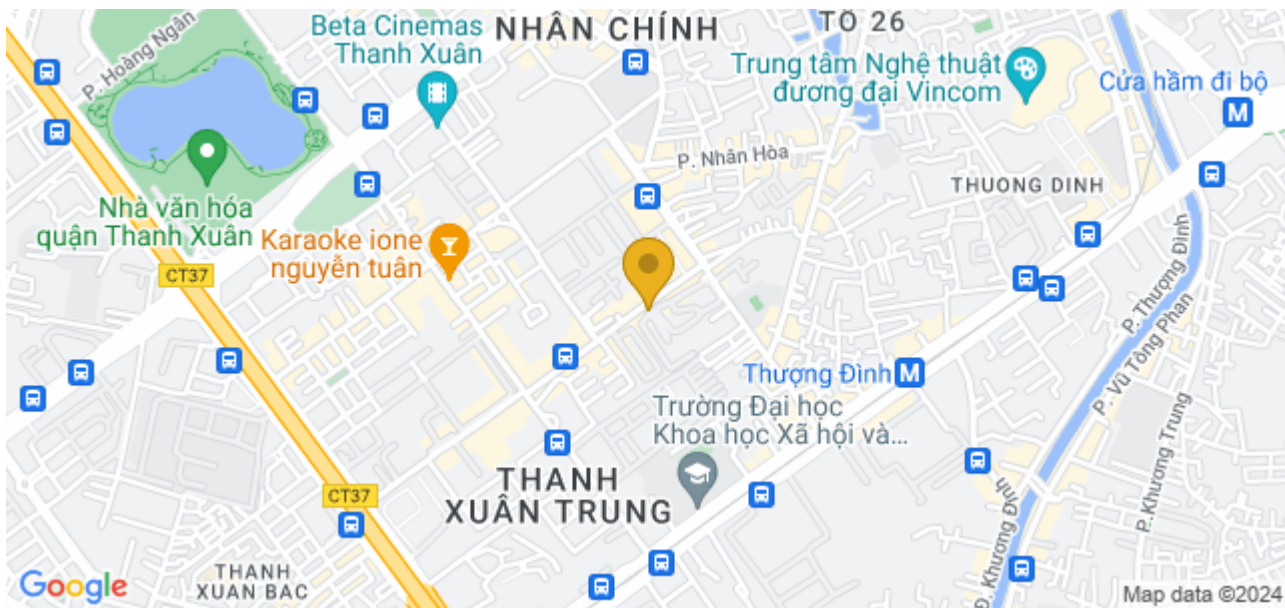 P. Hoàng Ngân
Beta Cinemas
Thanh Xuân
NHÂN CHÍNH
TỔ 26
Trung tâm Nghệ thuật
đương đại Vincom
Cửa hầm đi bộ
M
P. Nhân Hòa
THUONG DINH
Nhà văn hóa
quận Thanh Xuân
Karaoke ione
nguyễn tuân
CT37
P. Thượng Đình
P. Vũ Tông Phan
Thượng Đình
M
Trường Đại học
Khoa học Xã hội và...
P.Khương Trung
THANH
XUÂN TRUNG
CT37
Đ. Khương Đình
THANH
XUAN BAC
Google
Map data ©2024